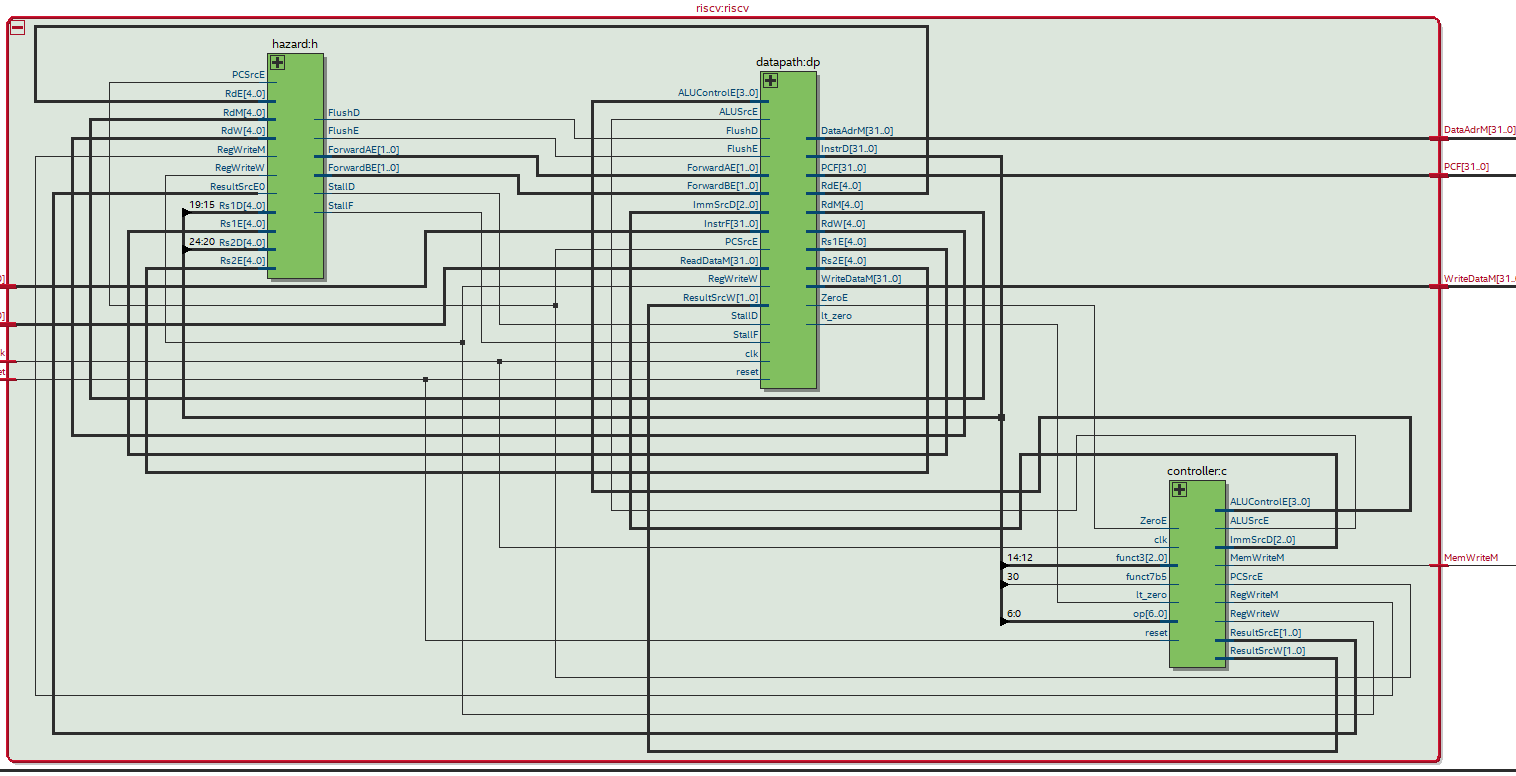 riscv:riscv
hazard:h
PCSrcE
RdE[4..0]
RdM[4..0]
RdW[4..0]
RegWriteM
RegWriteW
ResultSrcE0
19:15 Rs1D[4..0]
Rs1E[4..0]
24:20 Rs2D[4..0]
Rs2E[4..0]
FlushD
FlushE
ForwardAE[1..0]
ForwardBE[1..0]
StallD
StallF
datapath:dp
ALUControlE[3..0]
ALUSrcE
FlushD
FlushE
ForwardAE[1..0]
ForwardBE[1..0]
ImmSrcD[2..0]
InstrF[31..0]
PCSrcE
ReadDataM[31..0]
RegWriteW
ResultSrcW[1..0]
StallD
StallF
clk
reset
DataAdrM[31..0]
InstrD[31..0]
PCF[31..0]
RdE[4..0]
RdM[4..0]
RdW[4..0]
Rs1E[4..0]
Rs2E[4..0]
WriteDataM[31..0]
ZeroE
lt_zero
controller:c
ZeroE
clk
14:12 funct3[2..0]
30 funct7b5
lt_zero
6:0 op[6..0]
reset
ALUControlE[3..0]
ALUSrcE
ImmSrcD[2..0]
MemWriteM
PCSrcE
RegWriteM
RegWriteW
ResultSrcE[1..0]
ResultSrcW[1..0]
DataAdrM[31..0]
PCF[31..0]
WriteDataM[31..
MemWriteM